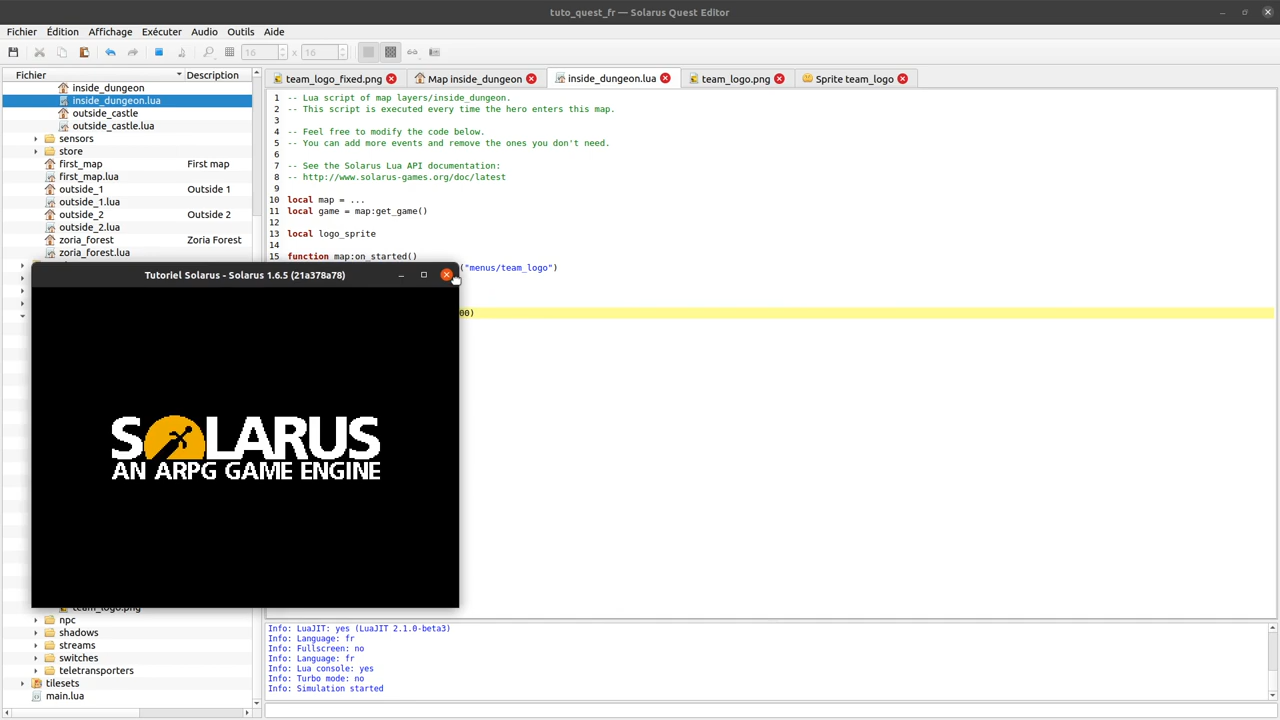 tuto_quest_fr — Solarus Quest Editor
Fichier Édition Affichage Exécuter Audio Outils Aide
16 x 16
Fichier Description
team_logo_fixed.png Map inside_dungeon inside_dungeon.lua team_logo.png Sprite team_logo
inside_dungeon
inside_dungeon.lua
outside_castle
outside_castle.lua
sensors
store
first_map First map
first_map.lua
outside_1 Outside 1
outside_1.lua
outside_2 Outside 2
outside_2.lua
zoria_forest Zoria Forest
zoria_forest.lua
1 -- Lua script of map layers/inside_dungeon.
2 -- This script is executed every time the hero enters this map.
3
4 -- Feel free to modify the code below.
5 -- You can add more events and remove the ones you don't need.
6
7 -- See the Solarus Lua API documentation:
8 -- http://www.solarus-games.org/doc/latest
9
10 local map = ...
11 local game = map:get_game()
12
13 local logo_sprite
14
15 function map:on_started()
("menus/team_logo")
00)
Tutoriel Solarus - Solarus 1.6.5 (21a378a78)
SOLARUS
AN ARPG GAME ENGINE
team_logo.png
npc
shadows
streams
switches
teletransporters
tilesets
main.lua
Info: LuaJIT: yes (LuaJIT 2.1.0-beta3)
Info: Language: fr
Info: Fullscreen: no
Info: Language: fr
Info: Lua console: yes
Info: Turbo mode: no
Info: Simulation started